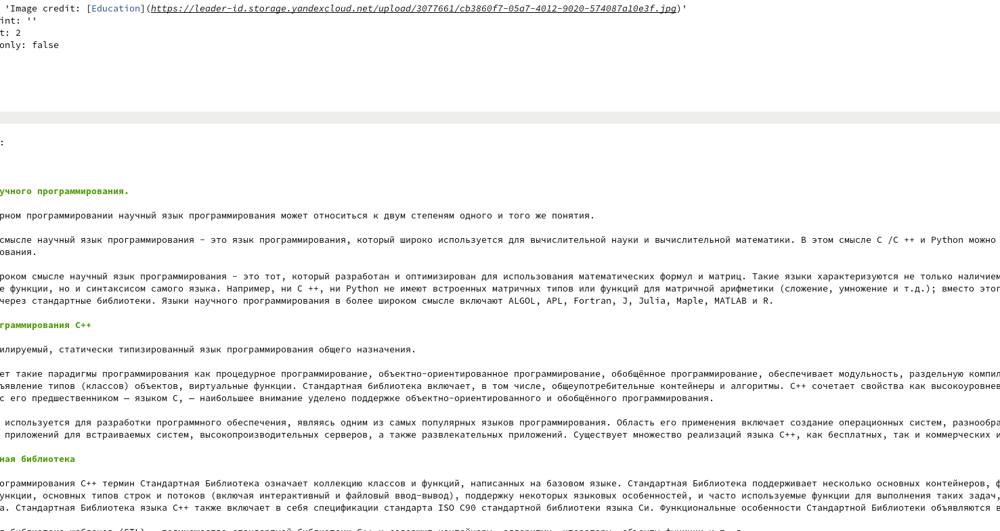 'Image credit: [Education](https://leader-id.storage.yandexcloud.net/upload/3077661/cb3860f7-05a7-4012-9020-574087a10e3f.jpg)'
int: ''
t: 2
only: false
:
учного программирования.
рном программировании научный язык программирования может относиться к двум степеням одного и того же понятия.
смысле научный язык программирования – это язык программирования, который широко используется для вычислительной науки и вычислительной математики. В этом смысле C /C ++ и Python можно
ования.
роком смысле научный язык программирования – это тот, который разработан и оптимизирован для использования математических формул и матриц. Такие языки характеризуются не только наличием
е функции, но и синтаксисом самого языка. Например, ни C ++, ни Python не имеют встроенных матричных типов или функций для матричной арифметики (сложение, умножение и т.д.); вместо этог
через стандартные библиотеки. Языки научного программирования в более широком смысле включают ALGOL, APL, Fortran, J, Julia, Maple, MATLAB и R.
граммирования C++
илируемый, статически типизированный язык программирования общего назначения.
ет такие парадигмы программирования как процедурное программирование, объектно-ориентированное программирование, обобщённое программирование, обеспечивает модульность, раздельную компил
ъявление типов (классов) объектов, виртуальные функции. Стандартная библиотека включает, в том числе, общеупотребительные контейнеры и алгоритмы. C++ сочетает свойства как высокоуровнев
с его предшественником — языком C, — наибольшее внимание уделено поддержке объектно-ориентированного и обобщённого программирования.
используется для разработки программного обеспечения, являясь одним из самых популярных языков программирования. Область его применения включает создание операционных систем, разнообра
приложений для встраиваемых систем, высокопроизводительных серверов, а также развлекательных приложений. Существует множество реализаций языка C++, как бесплатных, так и коммерческих и
ная библиотека
ограммирования C++ термин Стандартная Библиотека означает коллекцию классов и функций, написанных на базовом языке. Стандартная Библиотека поддерживает несколько основных контейнеров, ф
ункции, основных типов строк и потоков (включая интерактивный и файловый ввод-вывод), поддержку некоторых языковых особенностей, и часто используемые функции для выполнения таких задач,
а. Стандартная Библиотека языка C++ также включает в себя спецификации стандарта ISO C90 стандартной библиотеки языка Си. Функциональные особенности Стандартной Библиотеки объявляются в